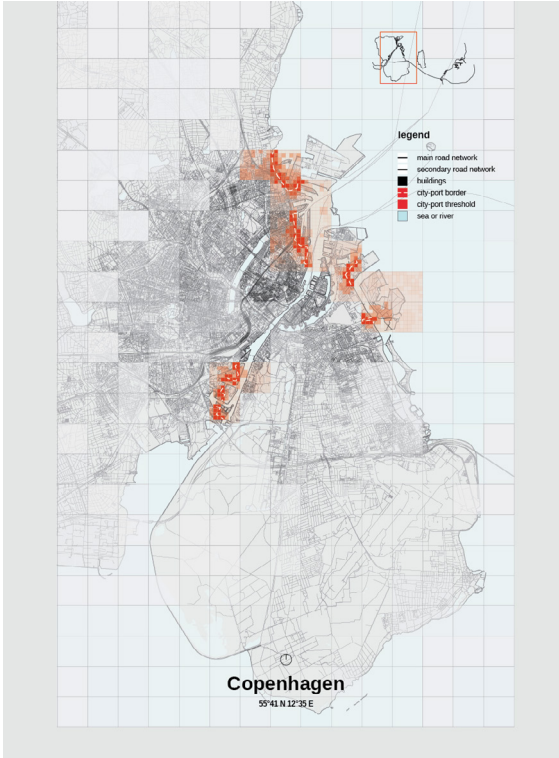 legend
main road network
secondary road network
buildings
city-port border
city-port threshold
sea or river
Copenhagen
55°41 N 12°35 E